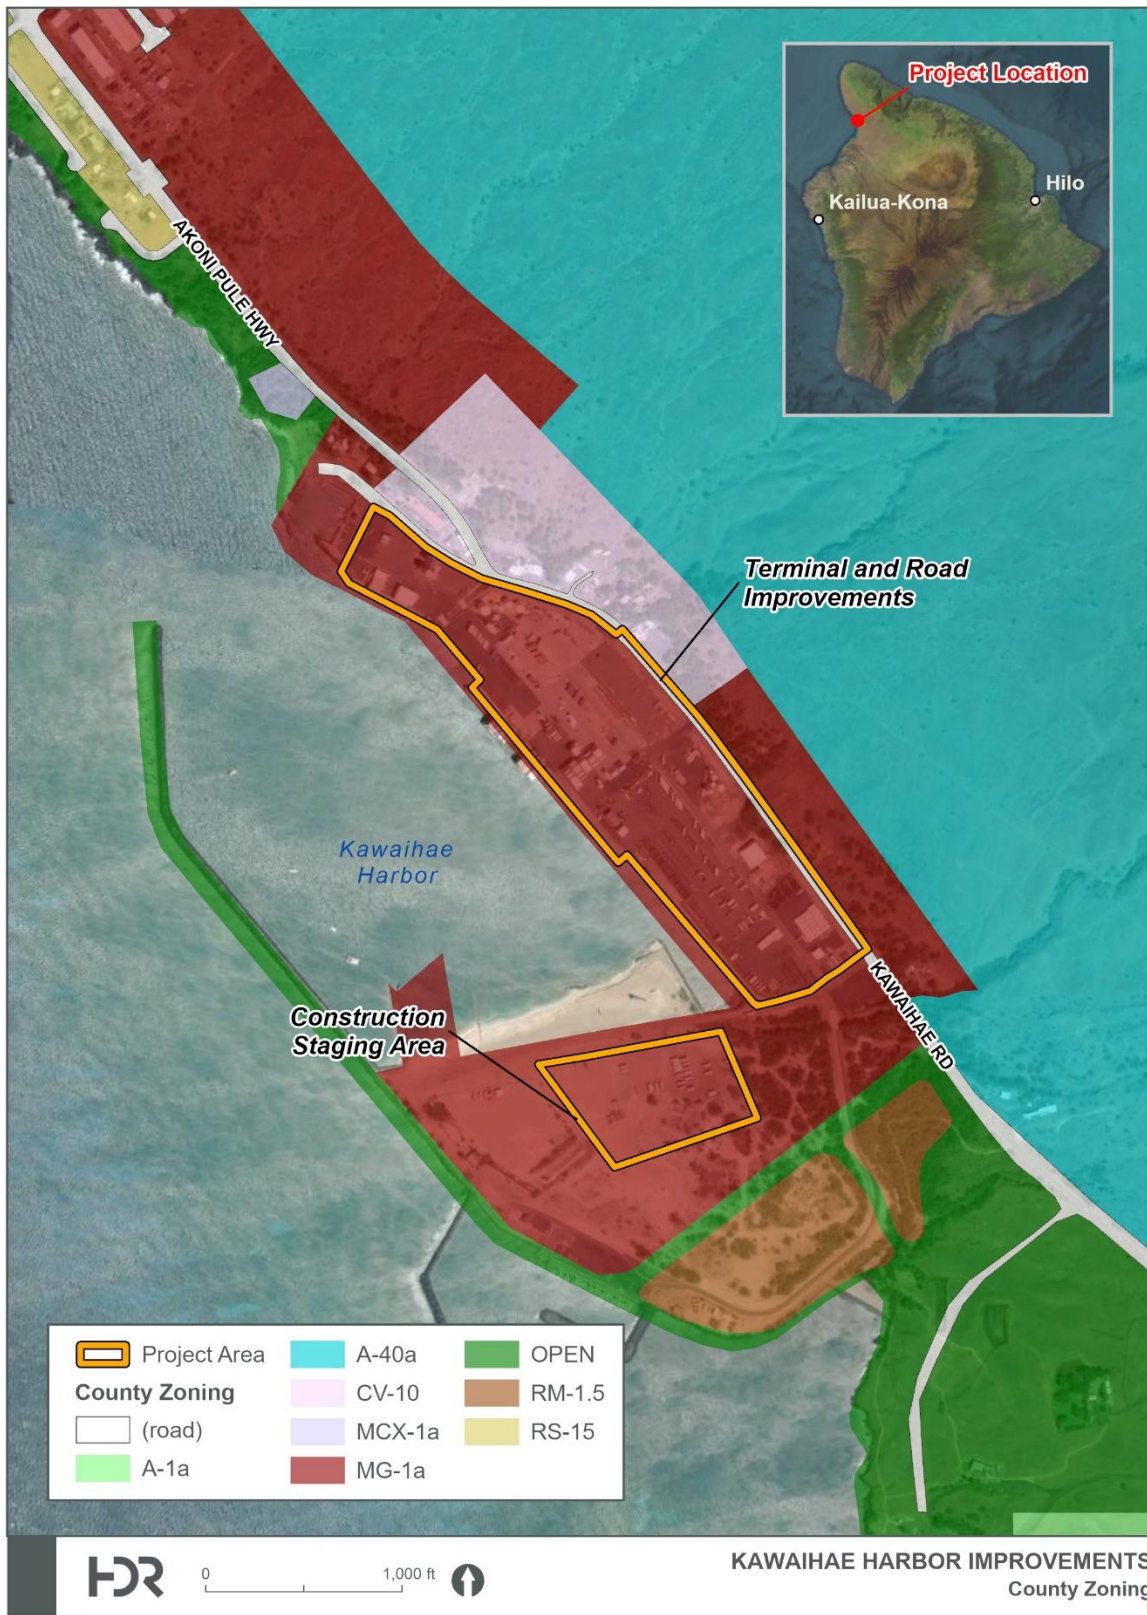 Project Location
Hilo
Kailua-Kona
AKONI PULE HWY
Terminal and Road
Improvements
Kawaihae
Harbor
Construction
Staging Area
KAWAIHAE RD
Project Area
County Zoning
(road)
A-1a
A-40a
CV-10
MCX-1a
MG-1a
OPEN
RM-1.5
RS-15
HDR
0 1,000 ft
KAWAIHAE HARBOR IMPROVEMENTS
County Zoning